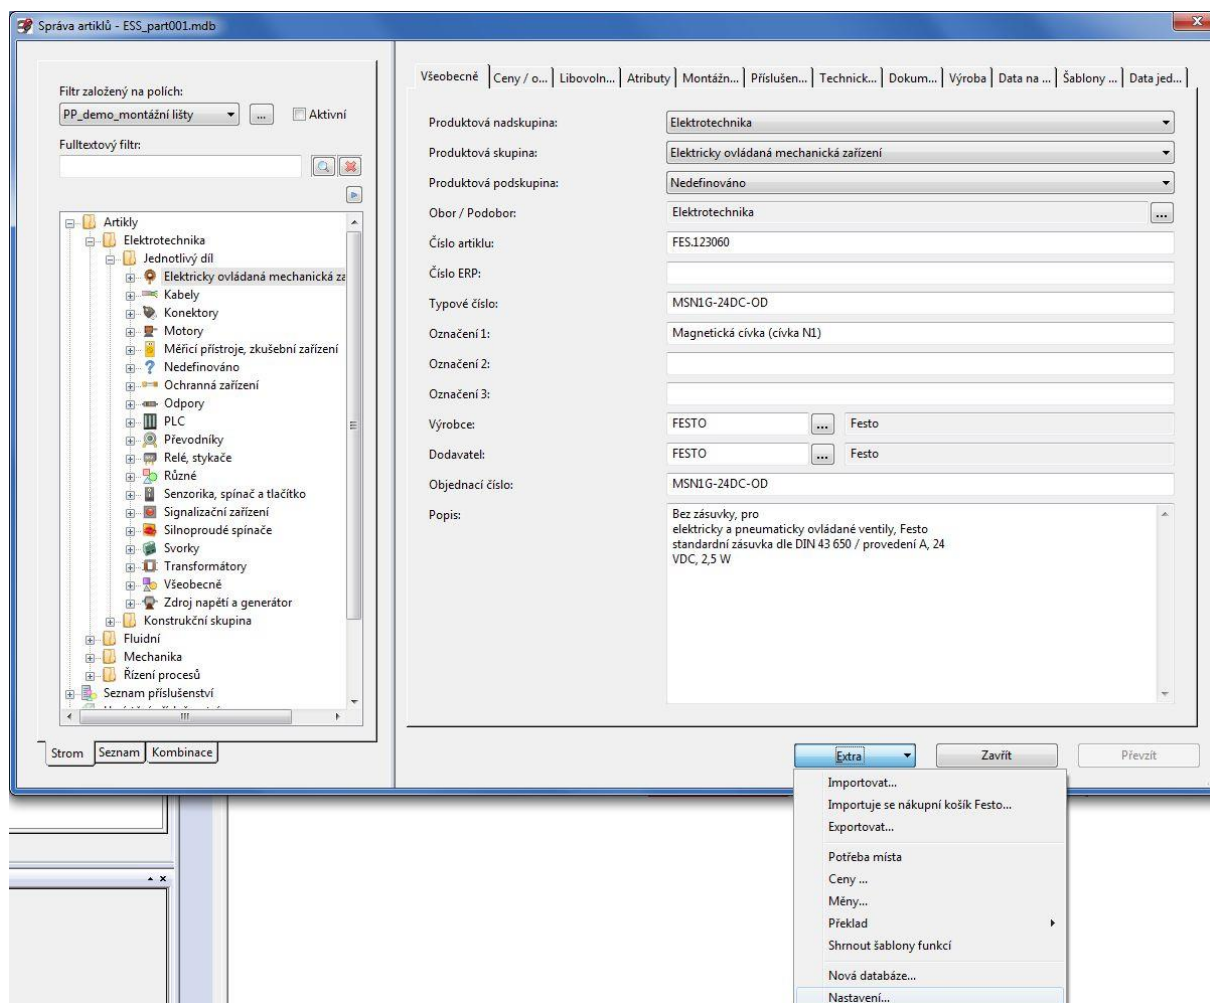 Správa artiklů - ESS_part001.mdb
Filtr založený na polích:
PP_demo_montážní lišty
...
Aktivní
Fulltextový filtr:
Artikly
Elektrotechnika
Jednotlivý díl
Elektricky ovládaná mechanická za
Kabely
Konektory
Motory
Měřicí přístroje, zkušební zařízení
Nedefinováno
Ochranná zařízení
Odpory
PLC
Převodníky
Relé, stykače
Různé
Senzorika, spínač a tlačítko
Signalizační zařízení
Silnoproudé spínače
Svorky
Transformátory
Všeobecně
Zdroj napětí a generátor
Konstrukční skupina
Fluidní
Mechanika
Řízení procesů
Seznam příslušenství
Strom
Seznam
Kombinace
Všeobecně
Ceny / o...
Libovoln...
Atributy
Montážn...
Příslušen...
Technick...
Dokum...
Výroba
Data na ...
Šablony ...
Data jed...
Produktová nadskupina:
Elektrotechnika
Produktová skupina:
Elektricky ovládaná mechanická zařízení
Produktová podskupina:
Nedefinováno
Obor / Podobor:
Elektrotechnika
...
Číslo artiklu:
FES.123060
Číslo ERP:
Typové číslo:
MSN1G-24DC-OD
Označení 1:
Magnetická cívka (cívka N1)
Označení 2:
Označení 3:
Výrobce:
FESTO
...
Festo
Dodavatel:
FESTO
...
Festo
Objednací číslo:
MSN1G-24DC-OD
Popis:
Bez zásuvky, pro
elektricky a pneumaticky ovládané ventily, Festo
standardní zásuvka dle DIN 43 650 / provedení A, 24
VDC, 2,5 W
Extra
Zavřít
Převzít
Importovat...
Importuje se nákupní košík Festo...
Exportovat...
Potřeba místa
Ceny ...
Měny...
Překlad
Shrnout šablony funkcí
Nová databáze...
Nastavení...